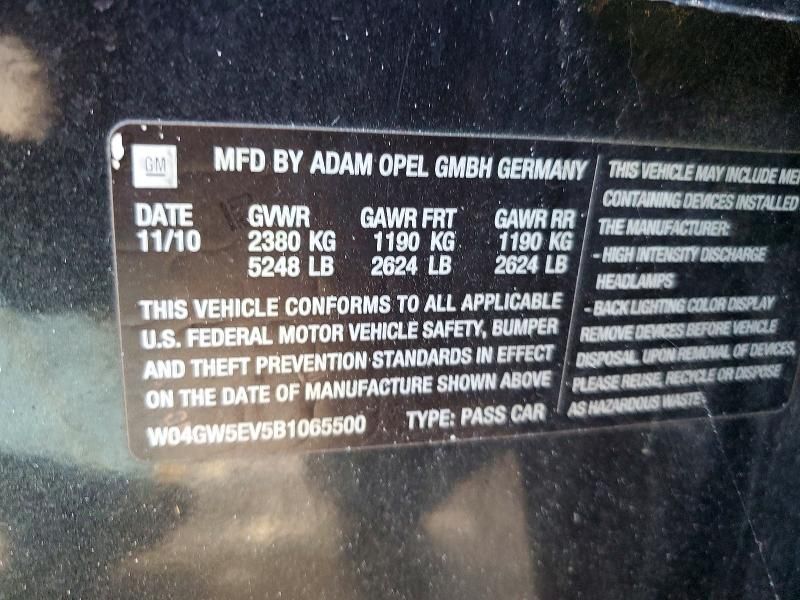 GM
MFD BY ADAM OPEL GMBH GERMANY
DATE GVWR GAWR FRT GAWR RR
11/10 2380 KG 1190 KG 1190 KG
5248 LB 2624 LB 2624 LB
THIS VEHICLE CONFORMS TO ALL APPLICABLE
U.S. FEDERAL MOTOR VEHICLE SAFETY, BUMPER
AND THEFT PREVENTION STANDARDS IN EFFECT
ON THE DATE OF MANUFACTURE SHOWN ABOVE
W04GW5EV5B1065500 TYPE: PASS CAR
THIS VEHICLE MAY INCLUDE
CONTAINING DEVICES INSTALLED
THE MANUFACTURER:
- HIGH INTENSITY DISCHARGE
HEADLAMPS
- BACK LIGHTING COLOR DISPLAY
REMOVE DEVICES BEFORE VEHICLE
DISPOSAL. UPON REMOVAL OF DEVICES,
PLEASE REUSE, RECYCLE OR DISPOSE
AS HAZARDOUS WASTE